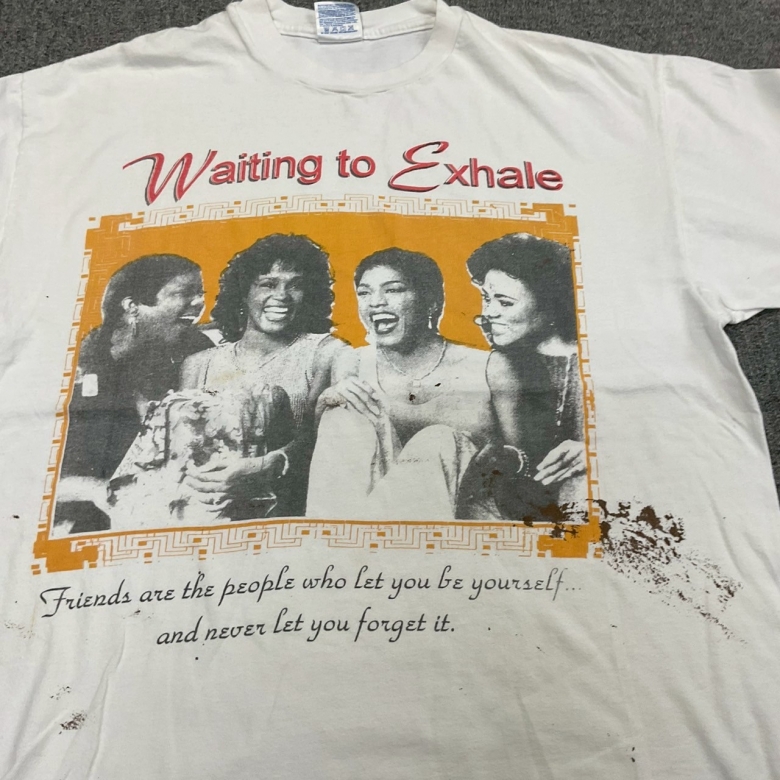 Waiting to Exhale
Friends are the people who let you be yourself...
and never let you forget it.